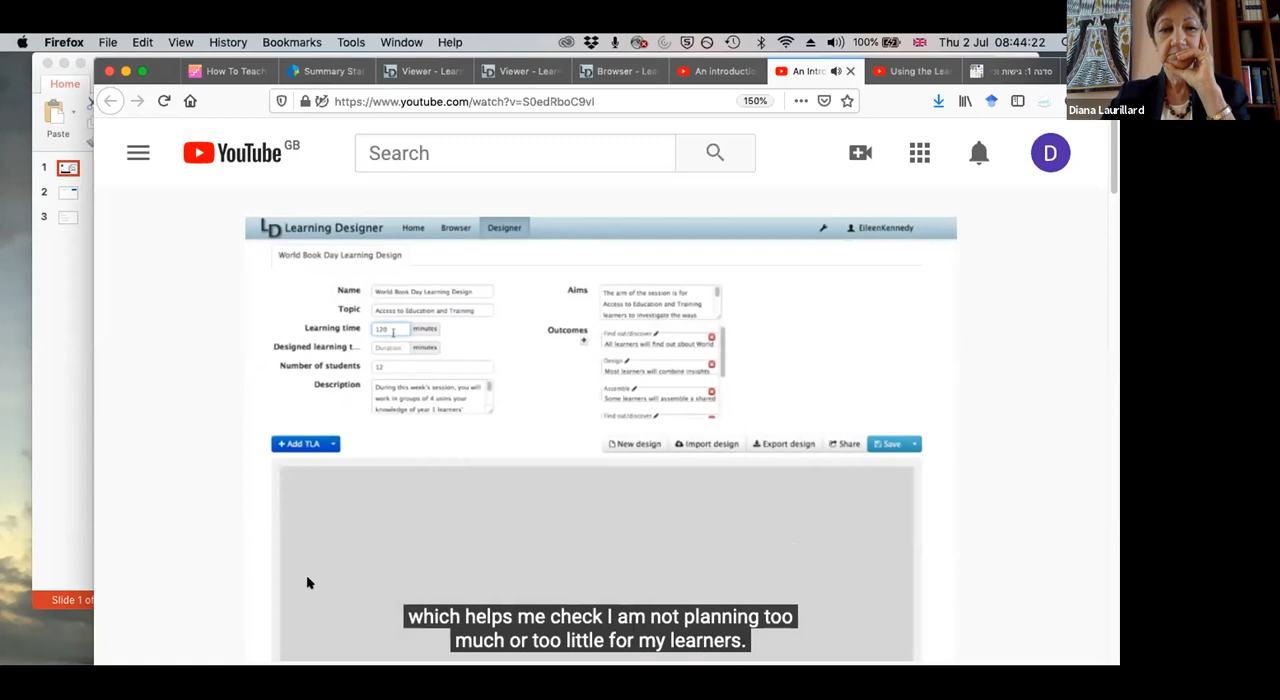 Firefox File Edit View History Bookmarks Tools Window Help 100% Thu 2 Jul 08:44:22
Home
Paste
1
2
3
Slide 1 of
How To Teach
Summary Sta
Viewer - Lear
Viewer - Lear
Browser - Le
An introductio
An Intro
Using the Lea
סדנה 1: גישות וכי
https://www.youtube.com/watch?v=S0edRboC9vI
150%
YouTube GB
Search
D
Diana Laurillard
LD Learning Designer Home Browser Designer EileenKennedy
World Book Day Learning Design
Name World Book Day Learning Design
Topic Access to Education and Training
Learning time 120 minutes
Designed learning t... Duration minutes
Number of students 12
Description During this week's session, you will
work in groups of 4 using your
knowledge of year 1 learners'
Aims The aim of the session is for
Access to Education and Training
learners to investigate the ways
Outcomes Find out/discover
All learners will find out about World
Design
Most learners will combine insights
Assemble
Some learners will assemble a shared
Find out/discover
+ Add TLA
New design Import design Export design Share Save
which helps me check I am not planning too
much or too little for my learners.